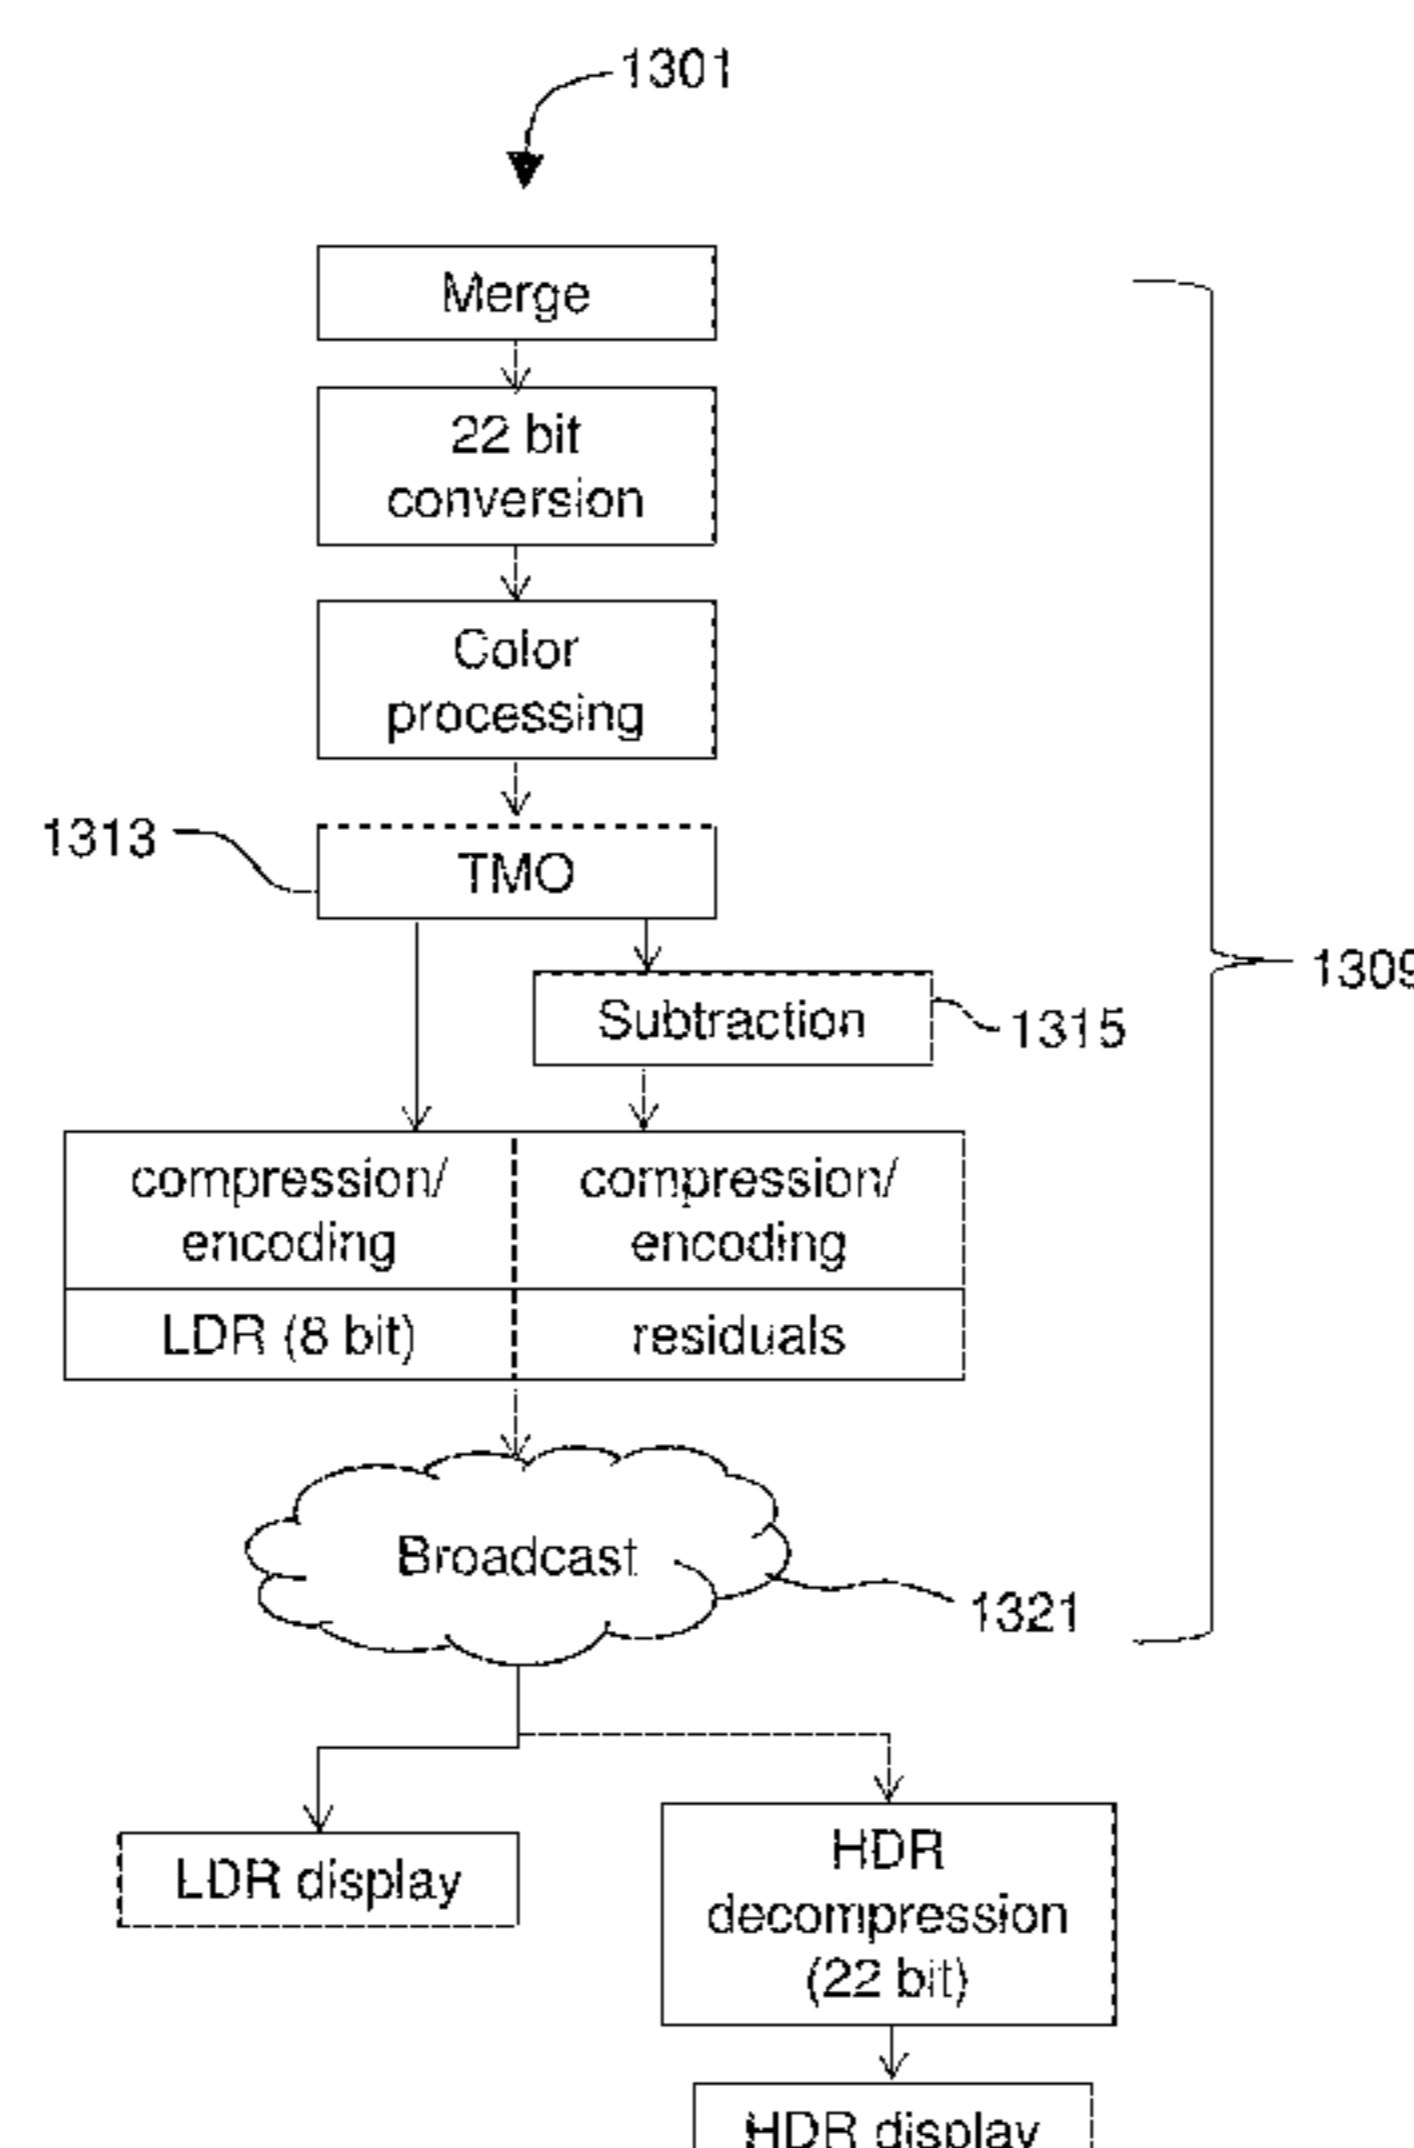 1301
Merge
22 bit
conversion
Color
processing
1313
TMO
1309
Subtraction
1315
compression/
encoding
compression/
encoding
LDR (8 bit)
residuals
Broadcast
1321
LDR display
HDR
decompression
(22 bit)
HDR display